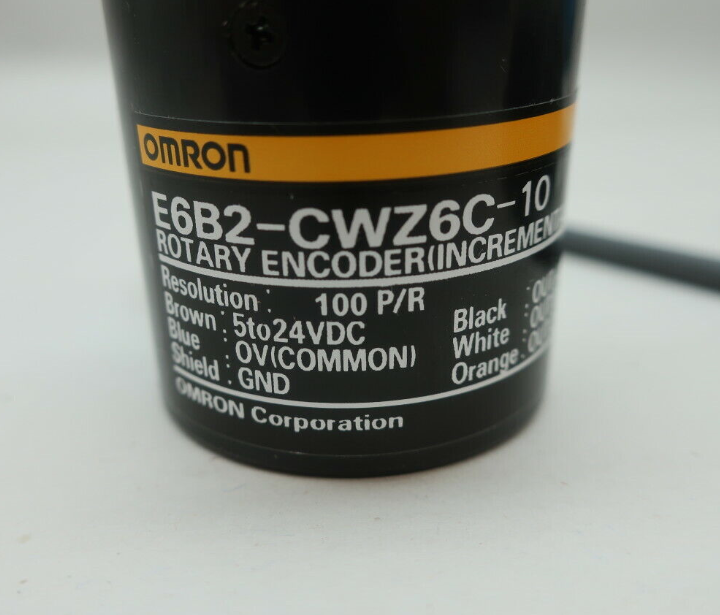 OMRON
E6B2-CWZ6C-10
ROTARY ENCODER(INCREMENT
Resolution : 100 P/R
Brown : 5to24VDC
Blue : 0V(COMMON)
Shield : GND
Black :
White :
Orange :
OMRON Corporation